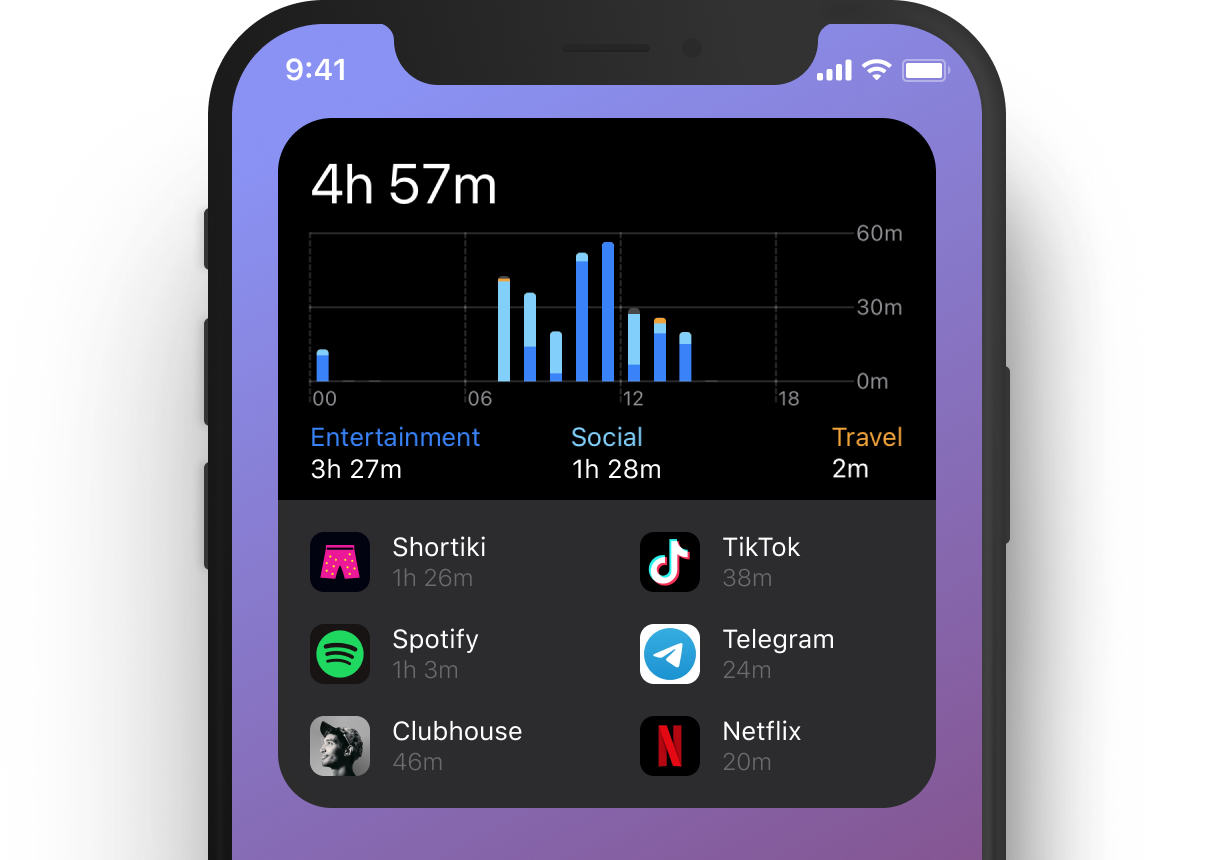 9:41
4h 57m
60m
30m
0m
00 06 12 18
Entertainment Social Travel
3h 27m 1h 28m 2m
Shortiki TikTok
1h 26m 38m
Spotify Telegram
1h 3m 24m
Clubhouse Netflix
46m 20m